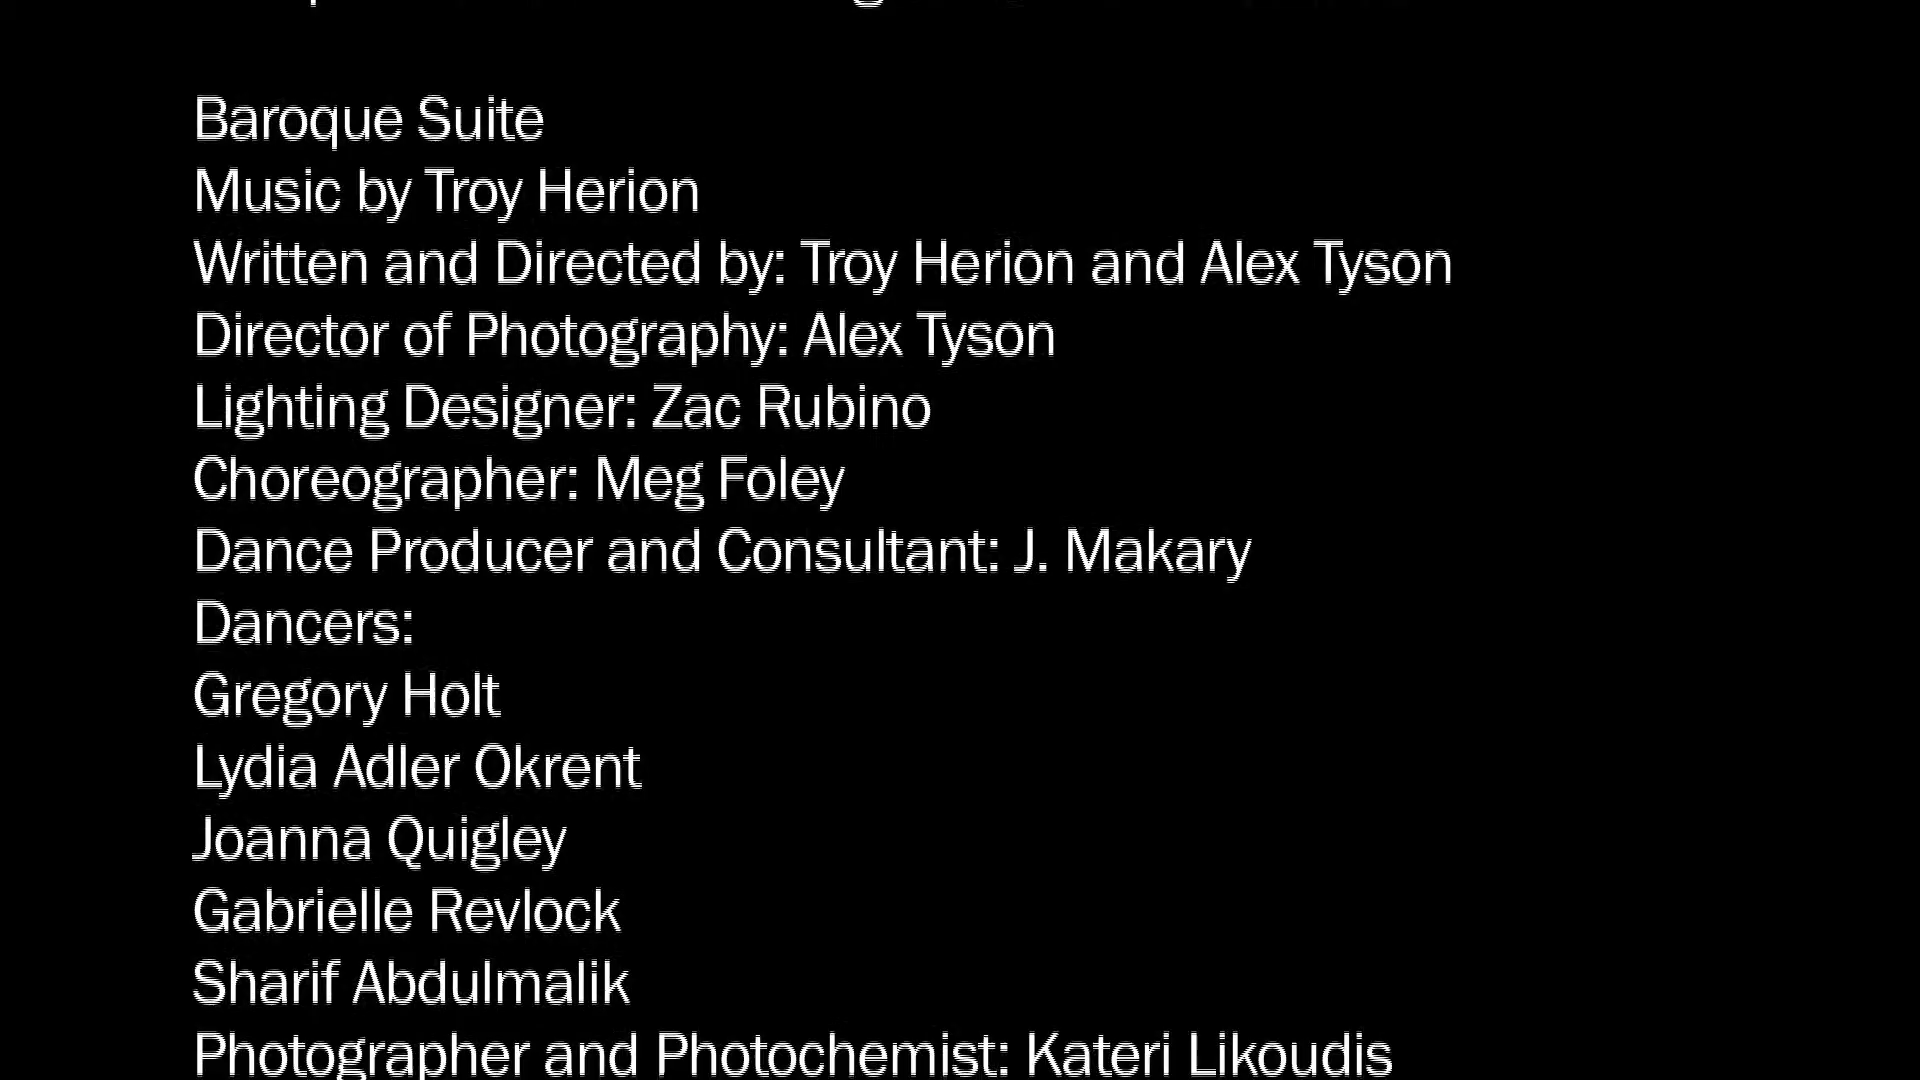 Baroque Suite
Music by Troy Herion
Written and Directed by: Troy Herion and Alex Tyson
Director of Photography: Alex Tyson
Lighting Designer: Zac Rubino
Choreographer: Meg Foley
Dance Producer and Consultant: J. Makary
Dancers:
Gregory Holt
Lydia Adler Okrent
Joanna Quigley
Gabrielle Revlock
Sharif Abdulmalik
Photographer and Photochemist: Kateri Likoudis